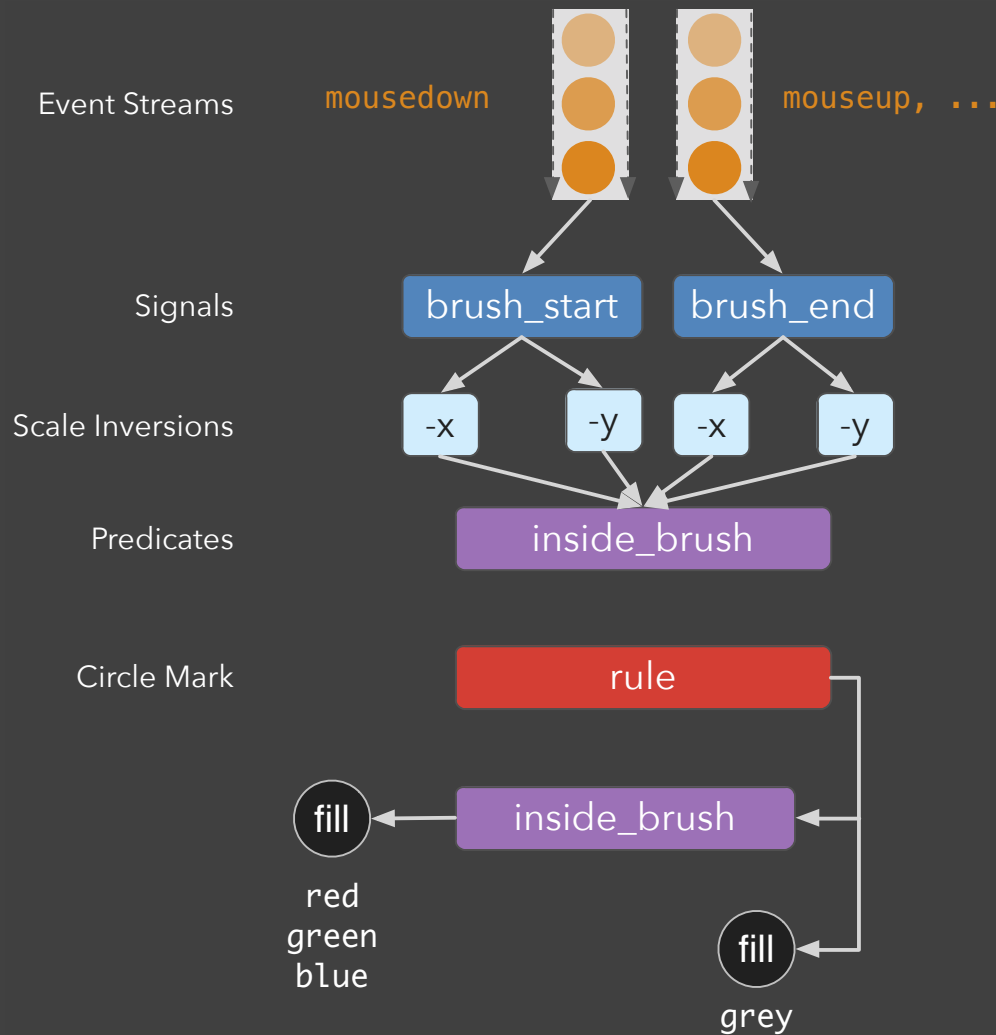 Event Streams
mousedown
mouseup, ...
Signals
brush_start
brush_end
Scale Inversions
-x
-y
-x
-y
Predicates
inside_brush
Circle Mark
rule
fill
inside_brush
red
green
blue
fill
grey